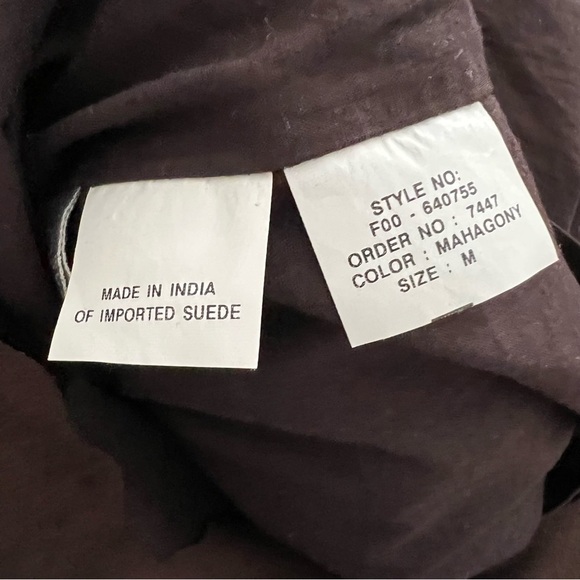 MADE IN INDIA
OF IMPORTED SUEDE
STYLE NO:
F00 - 640755
ORDER NO : 7447
COLOR : MAHAGONY
SIZE : M